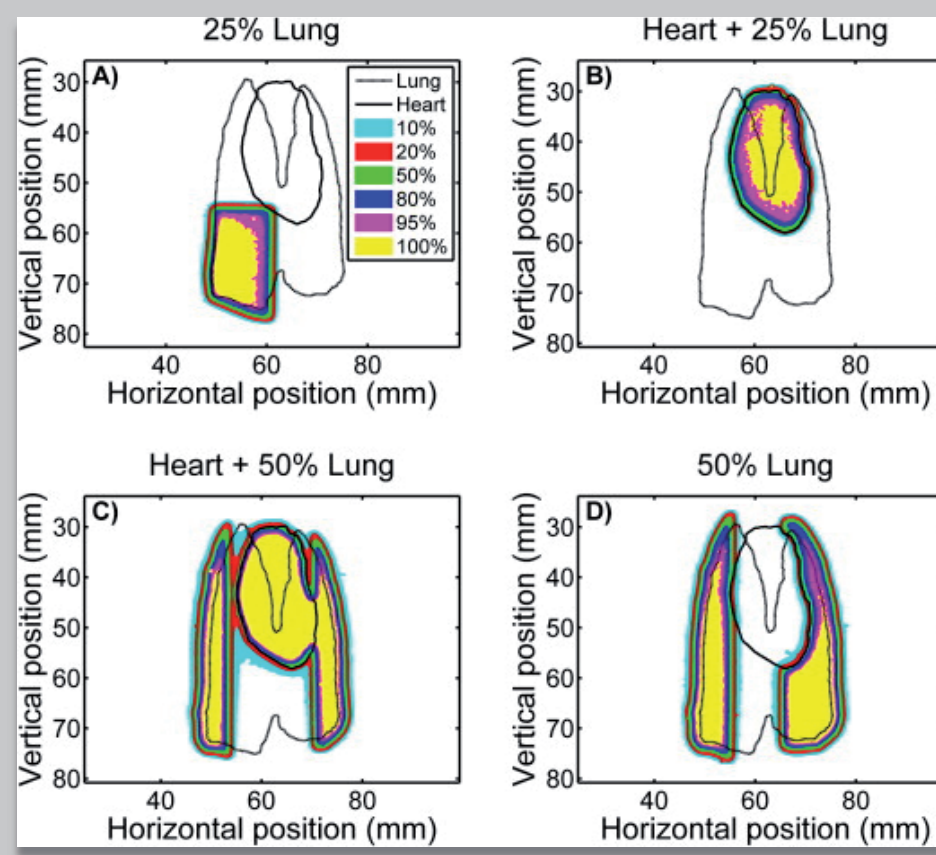 25% Lung
Heart + 25% Lung
A)
B)
Lung
Heart
10%
20%
50%
80%
95%
100%
Vertical position (mm)
30
40
50
60
70
80
40 60 80
Horizontal position (mm)
Vertical position (mm)
30
40
50
60
70
80
40 60 80
Horizontal position (mm)
Heart + 50% Lung
50% Lung
C)
D)
Vertical position (mm)
30
40
50
60
70
80
40 60 80
Horizontal position (mm)
Vertical position (mm)
30
40
50
60
70
80
40 60 80
Horizontal position (mm)